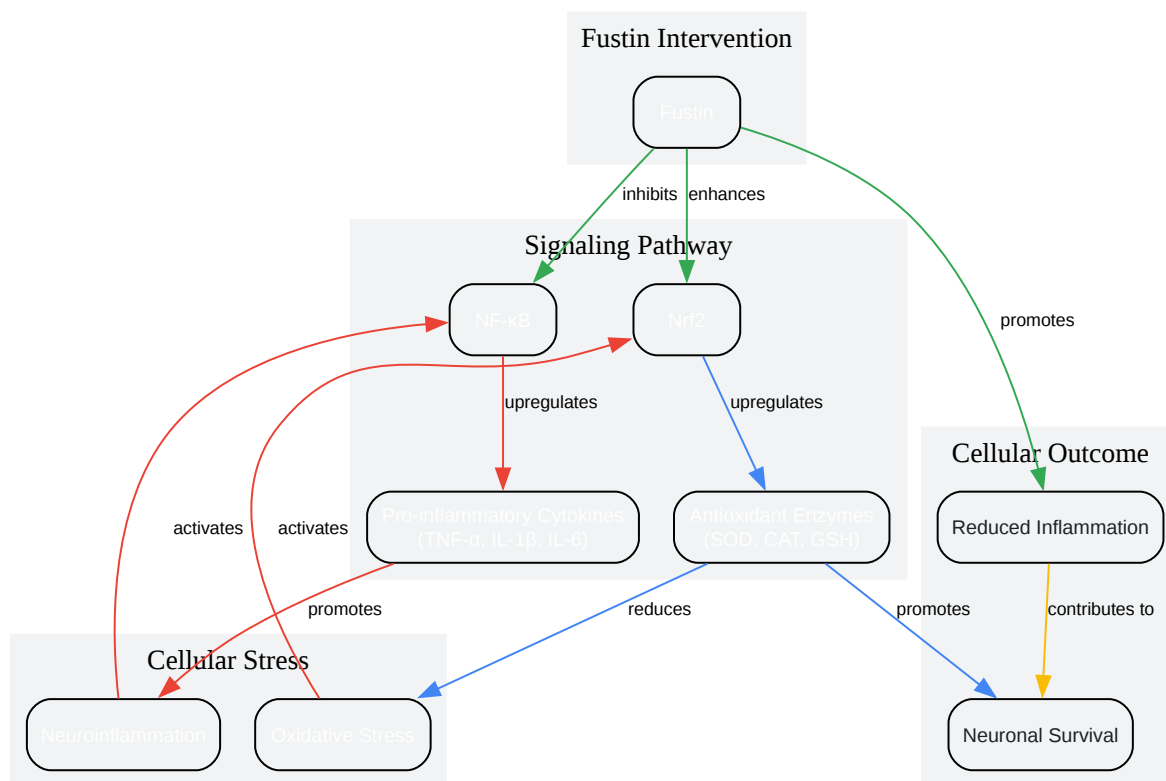 Fustin Intervention
Fustin
inhibits
enhances
Signaling Pathway
NF-κB
Nrf2
promotes
upregulates
upregulates
Cellular Outcome
Pro-inflammatory Cytokines
(TNF-α, IL-1β, IL-6)
Antioxidant Enzymes
(SOD, CAT, GSH)
Reduced Inflammation
activates
activates
promotes
reduces
promotes
contributes to
Cellular Stress
Neuroinflammation
Oxidative Stress
Neuronal Survival